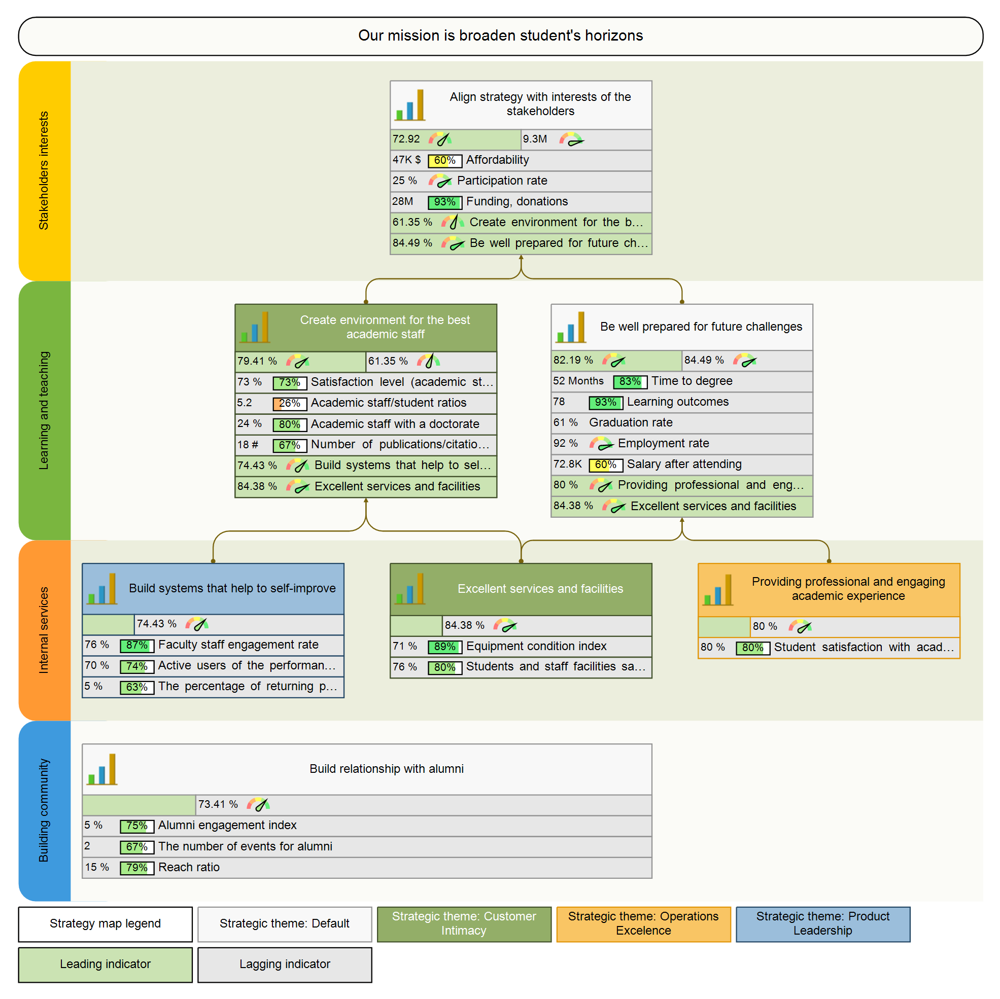 Our mission is broaden student's horizons
Stakeholders interests
Align strategy with interests of the
stakeholders
72.92 9.3M
47K $ 60% Affordability
25 % Participation rate
28M 93% Funding, donations
61.35 % Create environment for the b...
84.49 % Be well prepared for future ch...
Learning and teaching
Create environment for the best
academic staff
79.41 % 61.35 %
73 % 73% Satisfaction level (academic st...
5.2 26% Academic staff/student ratios
24 % 80% Academic staff with a doctorate
18 # 67% Number of publications/citatio...
74.43 % Build systems that help to sel...
84.38 % Excellent services and facilities
Be well prepared for future challenges
82.19 % 84.49 %
52 Months 83% Time to degree
78 93% Learning outcomes
61 % Graduation rate
92 % Employment rate
72.8K 60% Salary after attending
80 % Providing professional and eng...
84.38 % Excellent services and facilities
Internal services
Build systems that help to self-improve
74.43 %
76 % 87% Faculty staff engagement rate
70 % 74% Active users of the performan...
5 % 63% The percentage of returning p...
Excellent services and facilities
84.38 %
71 % 89% Equipment condition index
76 % 80% Students and staff facilities sa...
Providing professional and engaging
academic experience
80 %
80 % 80% Student satisfaction with acad...
Building community
Build relationship with alumni
73.41 %
5 % 75% Alumni engagement index
2 67% The number of events for alumni
15 % 79% Reach ratio
Strategy map legend
Strategic theme: Default
Strategic theme: Customer
Intimacy
Strategic theme: Operations
Excelence
Strategic theme: Product
Leadership
Leading indicator
Lagging indicator